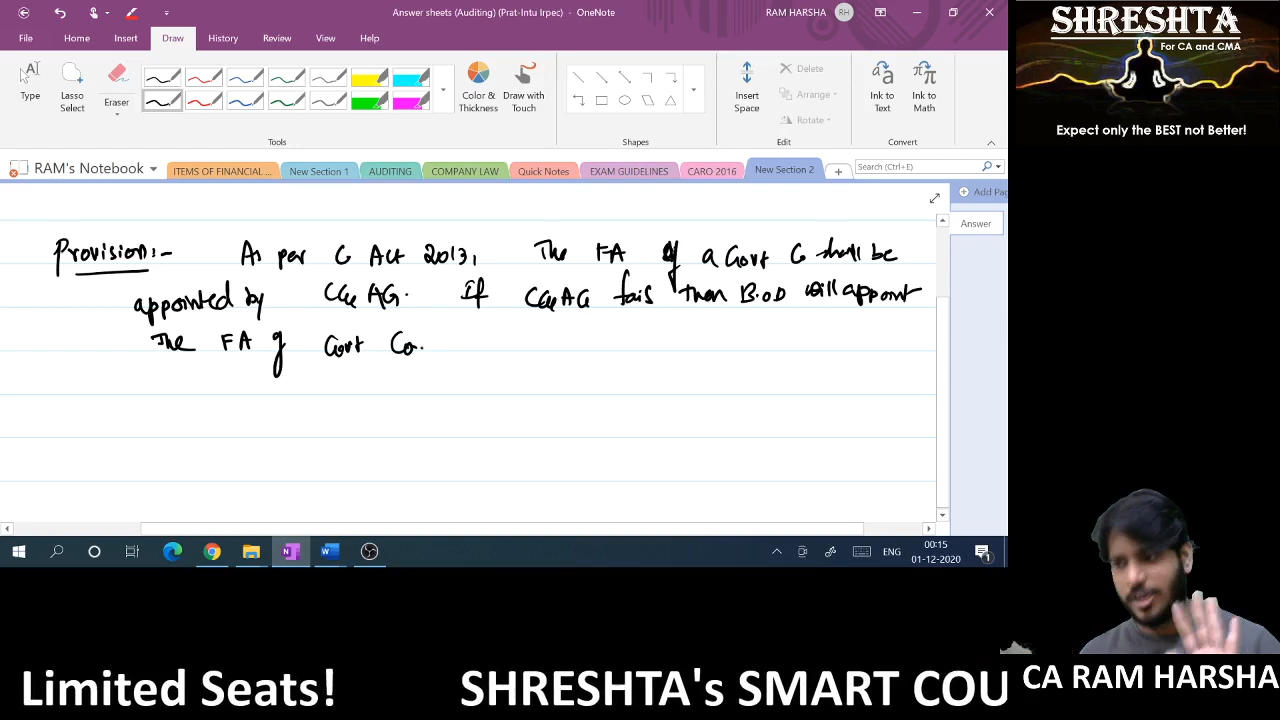 Answer sheets (Auditing) (Prat-Intu Irpec) - OneNote
RAM HARSHA
RH
File
Home
Insert
Draw
History
Review
View
Help
Type
Lasso Select
Eraser
Color & Thickness
Draw with Touch
Insert Space
Delete
Arrange
Rotate
Ink to Text
Ink to Math
Tools
Shapes
Edit
Convert
RAM's Notebook
ITEMS OF FINANCIAL ...
New Section 1
AUDITING
COMPANY LAW
Quick Notes
EXAM GUIDELINES
CARO 2016
New Section 2
Search (Ctrl+E)
Add Pag
Answer
Provision:- As per C Act 2013, The FA of a Govt Co shall be
appointed by C&AG. If C&AG fails then B.O.D will appoint
The FA of Govt Co.
ENG
00:15
01-12-2020
1
SHRESHTA
For CA and CMA
Expect only the BEST not Better!
Limited Seats! SHRESHTA's SMART COU
CA RAM HARSHA